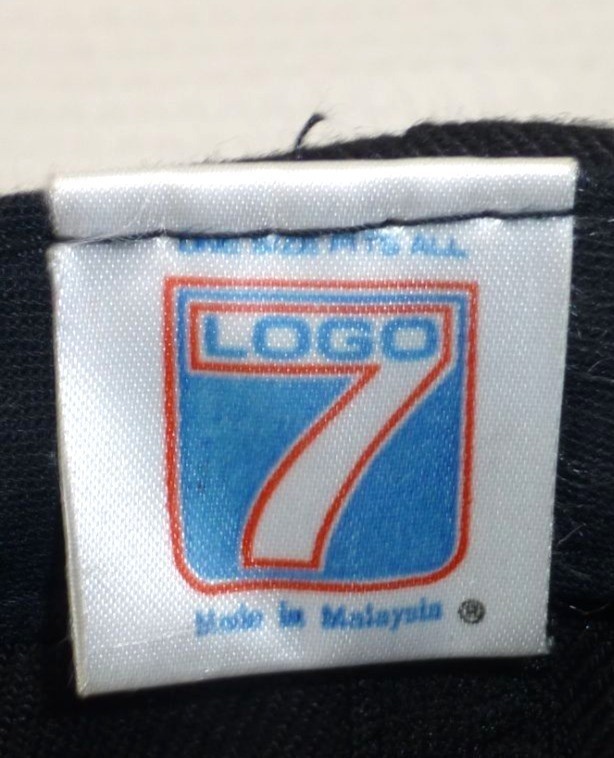 ONE SIZE FITS ALL
LOGO
7
Made in Malaysia ®